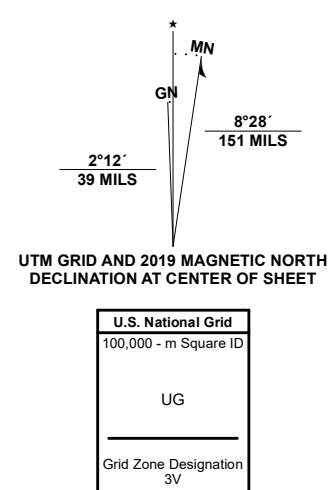 ★
MN
GN
8°28´
151 MILS
2°12´
39 MILS
UTM GRID AND 2019 MAGNETIC NORTH
DECLINATION AT CENTER OF SHEET
U.S. National Grid
100,000 - m Square ID
UG
Grid Zone Designation
3V